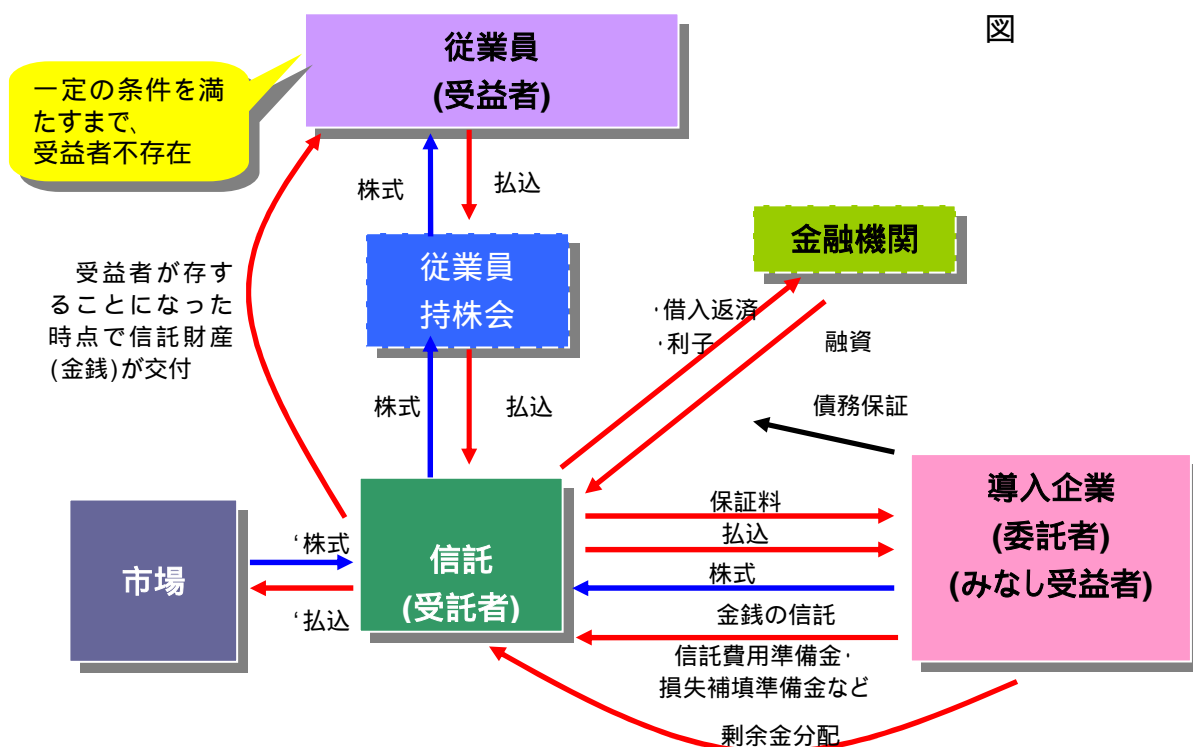 図
従業員
(受益者)
一定の条件を満
たすまで、
受益者不存在
株式
払込
金融機関
従業員
持株会
受益者が存す
ることになった
時点で信託財産
(金銭)が交付
・借入返済
・利子
融資
株式
払込
債務保証
導入企業
(委託者)
(みなし受益者)
保証料
払込
市場
‘株式
‘払込
信託
(受託者)
株式
金銭の信託
信託費用準備金・
損失補填準備金など
剰余金分配